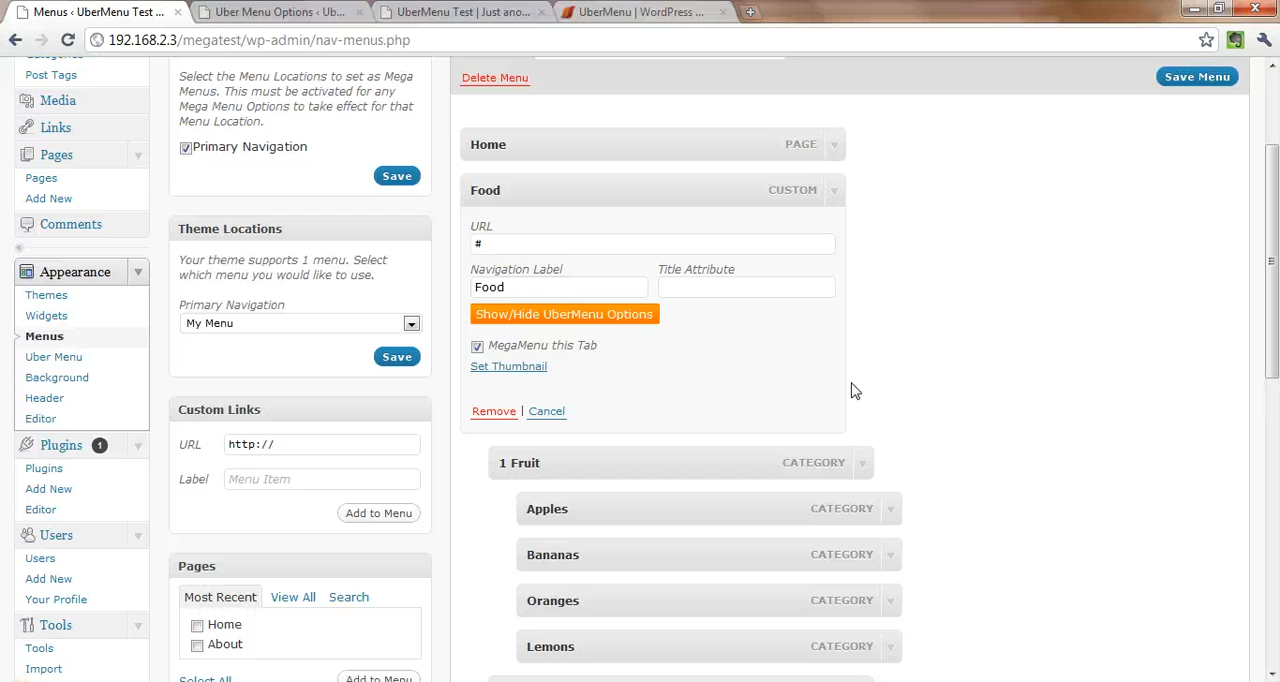 Menus ‹ UberMenu Test ...
Uber Menu Options ‹ Ub...
UberMenu Test | Just ano...
UberMenu | WordPress ...
192.168.2.3/megatest/wp-admin/nav-menus.php
Post Tags
Media
Links
Pages
Pages
Add New
Comments
Appearance
Themes
Widgets
Menus
Uber Menu
Background
Header
Editor
Plugins 1
Plugins
Add New
Editor
Users
Users
Add New
Your Profile
Tools
Tools
Import
Select the Menu Locations to set as Mega
Menus. This must be activated for any
Mega Menu Options to take effect for that
Menu Location.
Primary Navigation
Save
Theme Locations
Your theme supports 1 menu. Select
which menu you would like to use.
Primary Navigation
My Menu
Save
Custom Links
URL http://
Label Menu Item
Add to Menu
Pages
Most Recent View All Search
Home
About
Select All
Add to Menu
Delete Menu
Save Menu
Home PAGE
Food CUSTOM
URL
#
Navigation Label Title Attribute
Food
Show/Hide UberMenu Options
MegaMenu this Tab
Set Thumbnail
Remove | Cancel
1 Fruit CATEGORY
Apples CATEGORY
Bananas CATEGORY
Oranges CATEGORY
Lemons CATEGORY